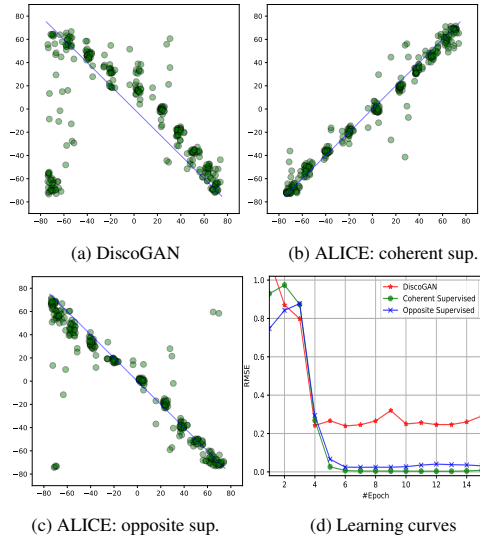 80
60
40
20
0
−20
−40
−60
−80
−80 −60 −40 −20 0 20 40 60 80
(a) DiscoGAN
80
60
40
20
0
−20
−40
−60
−80
−80 −60 −40 −20 0 20 40 60 80
(b) ALICE: coherent sup.
80
60
40
20
0
−20
−40
−60
−80
−80 −60 −40 −20 0 20 40 60 80
(c) ALICE: opposite sup.
1.0
0.8
0.6
0.4
0.2
0.0
RMSE
DiscoGAN
Coherent Supervised
Opposite Supervised
2 4 6 8 10 12 14
#Epoch
(d) Learning curves